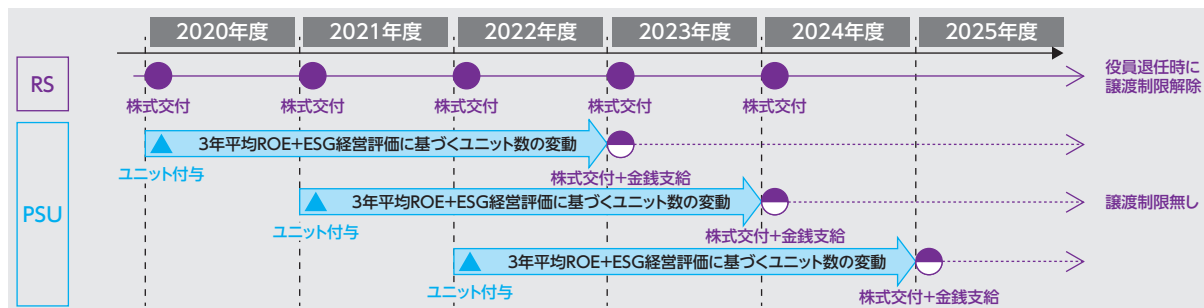 2020年度 2021年度 2022年度 2023年度 2024年度 2025年度
RS
株式交付 株式交付 株式交付 株式交付 株式交付
役員退任時に
譲渡制限解除
PSU
3年平均ROE+ESG経営評価に基づくユニット数の変動
ユニット付与
株式交付+金銭支給
3年平均ROE+ESG経営評価に基づくユニット数の変動
ユニット付与
株式交付+金銭支給
譲渡制限無し
3年平均ROE+ESG経営評価に基づくユニット数の変動
ユニット付与
株式交付+金銭支給